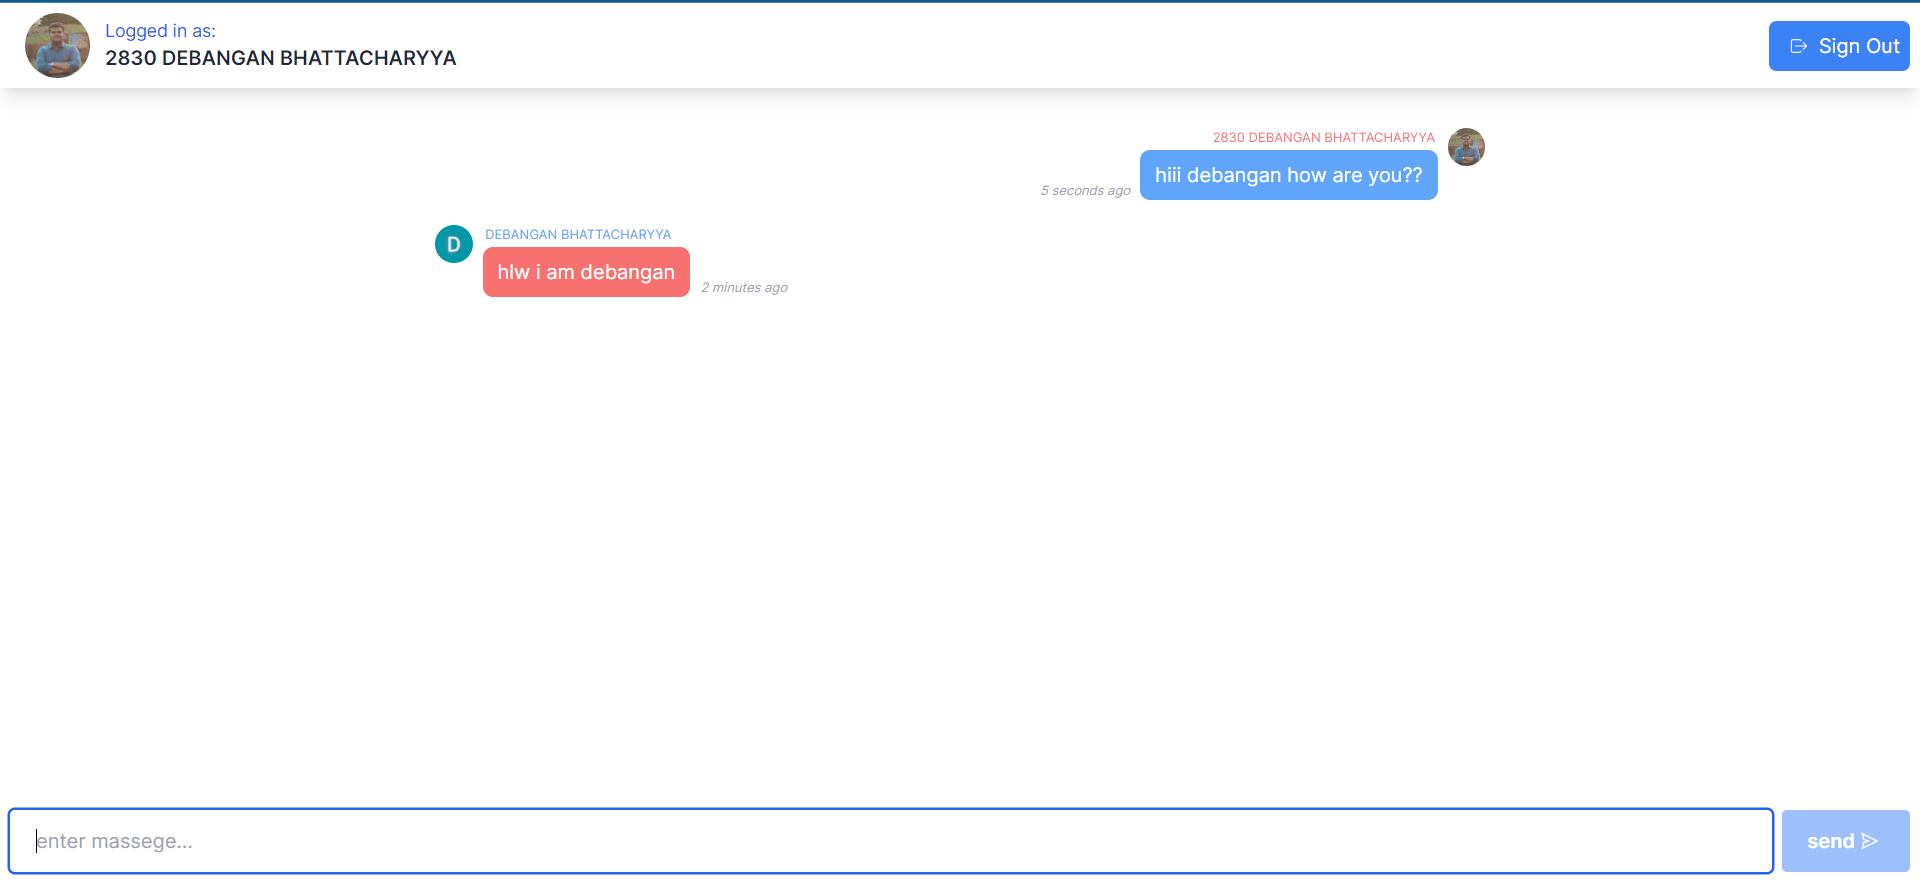 Logged in as:
2830 DEBANGAN BHATTACHARYYA
Sign Out
2830 DEBANGAN BHATTACHARYYA
5 seconds ago
hiii debangan how are you??
D
DEBANGAN BHATTACHARYYA
hlw i am debangan
2 minutes ago
enter massege...
send